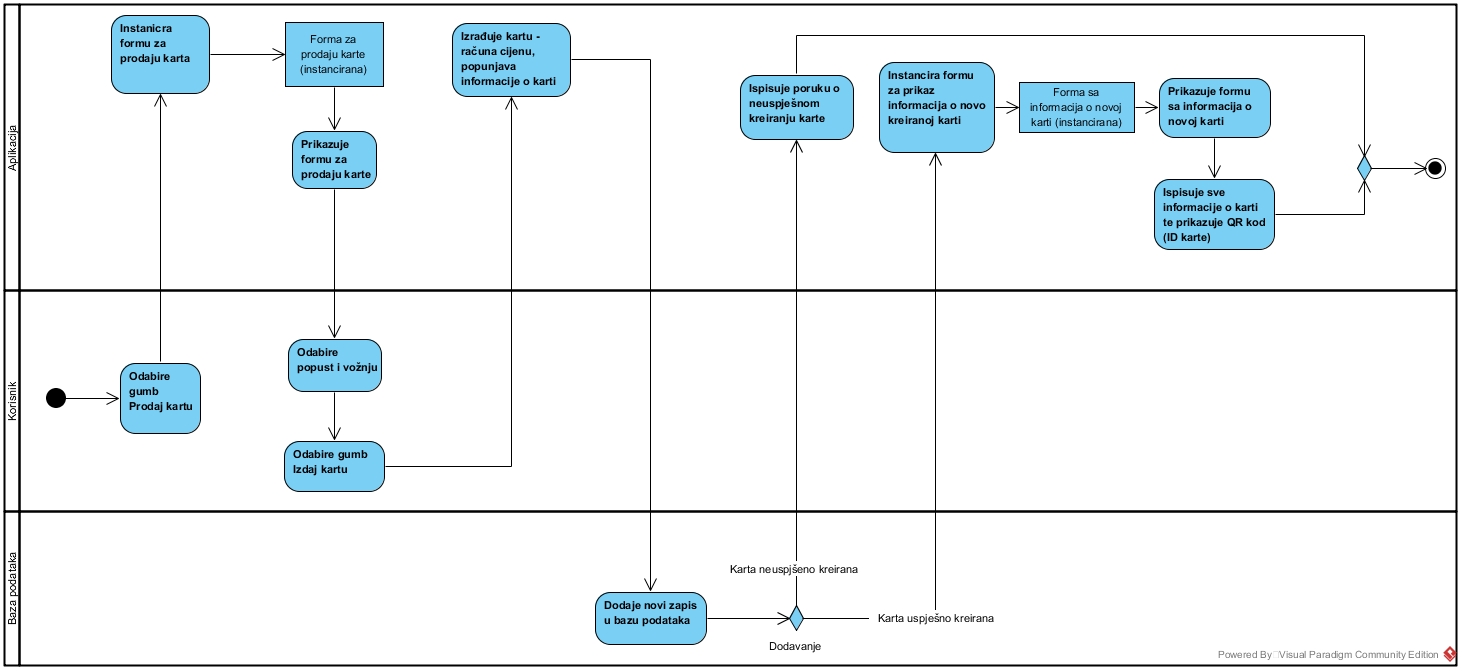 Aplikacija
Instanicra
formu za
prodaju karta
Forma za
prodaju karte
(instancirana)
Prikazuje
formu za
prodaju karte
Izrađuje kartu -
računa cijenu,
popunjava
informacije o karti
Ispisuje poruku o
neuspješnom
kreiranju karte
Instancira formu
za prikaz
informacija o novo
kreiranoj karti
Forma sa
informacija o novoj
karti (instancirana)
Prikazuje formu
sa informacija o
novoj karti
Ispisuje sve
informacije o karti
te prikazuje QR kod
(ID karte)
Korisnik
Odabire
gumb
Prodaj kartu
Odabire
popust i vožnju
Odabire gumb
Izdaj kartu
Baza podataka
Dodaje novi zapis
u bazu podataka
Karta neuspjšeno kreirana
Karta uspješno kreirana
Dodavanje
Powered By Visual Paradigm Community Edition